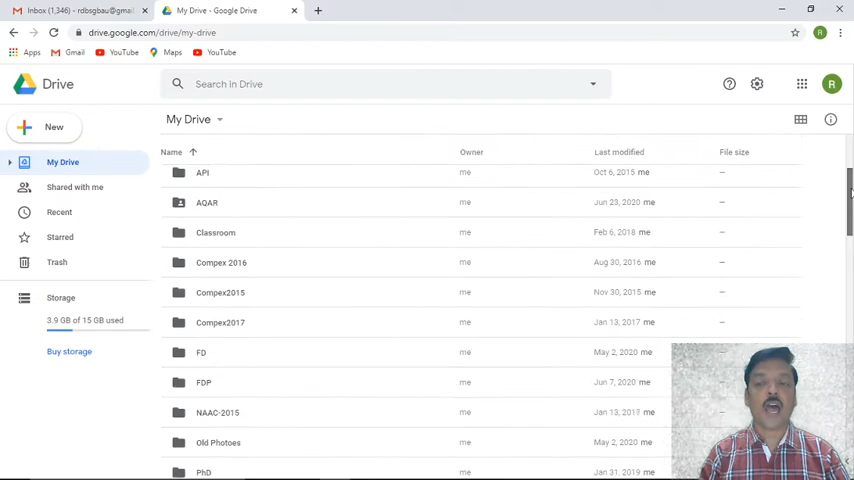 Inbox (1,346) - rdbsgbau@gmai
My Drive - Google Drive
drive.google.com/drive/my-drive
R
Apps
Gmail
YouTube
Maps
YouTube
Drive
Search in Drive
R
New
My Drive
My Drive
Shared with me
Recent
Starred
Trash
Storage
3.9 GB of 15 GB used
Buy storage
Name Owner Last modified File size
API me Oct 6, 2015 me –
AQAR me Jun 23, 2020 me –
Classroom me Feb 6, 2018 me –
Compex 2016 me Aug 30, 2016 me –
Compex2015 me Nov 30, 2015 me –
Compex2017 me Jan 13, 2017 me –
FD me May 2, 2020 me
FDP me Jun 7, 2020 me
NAAC-2015 me Jan 13, 2017 me
Old Photoes me May 2, 2020 me
PhD me Jan 31, 2019 me